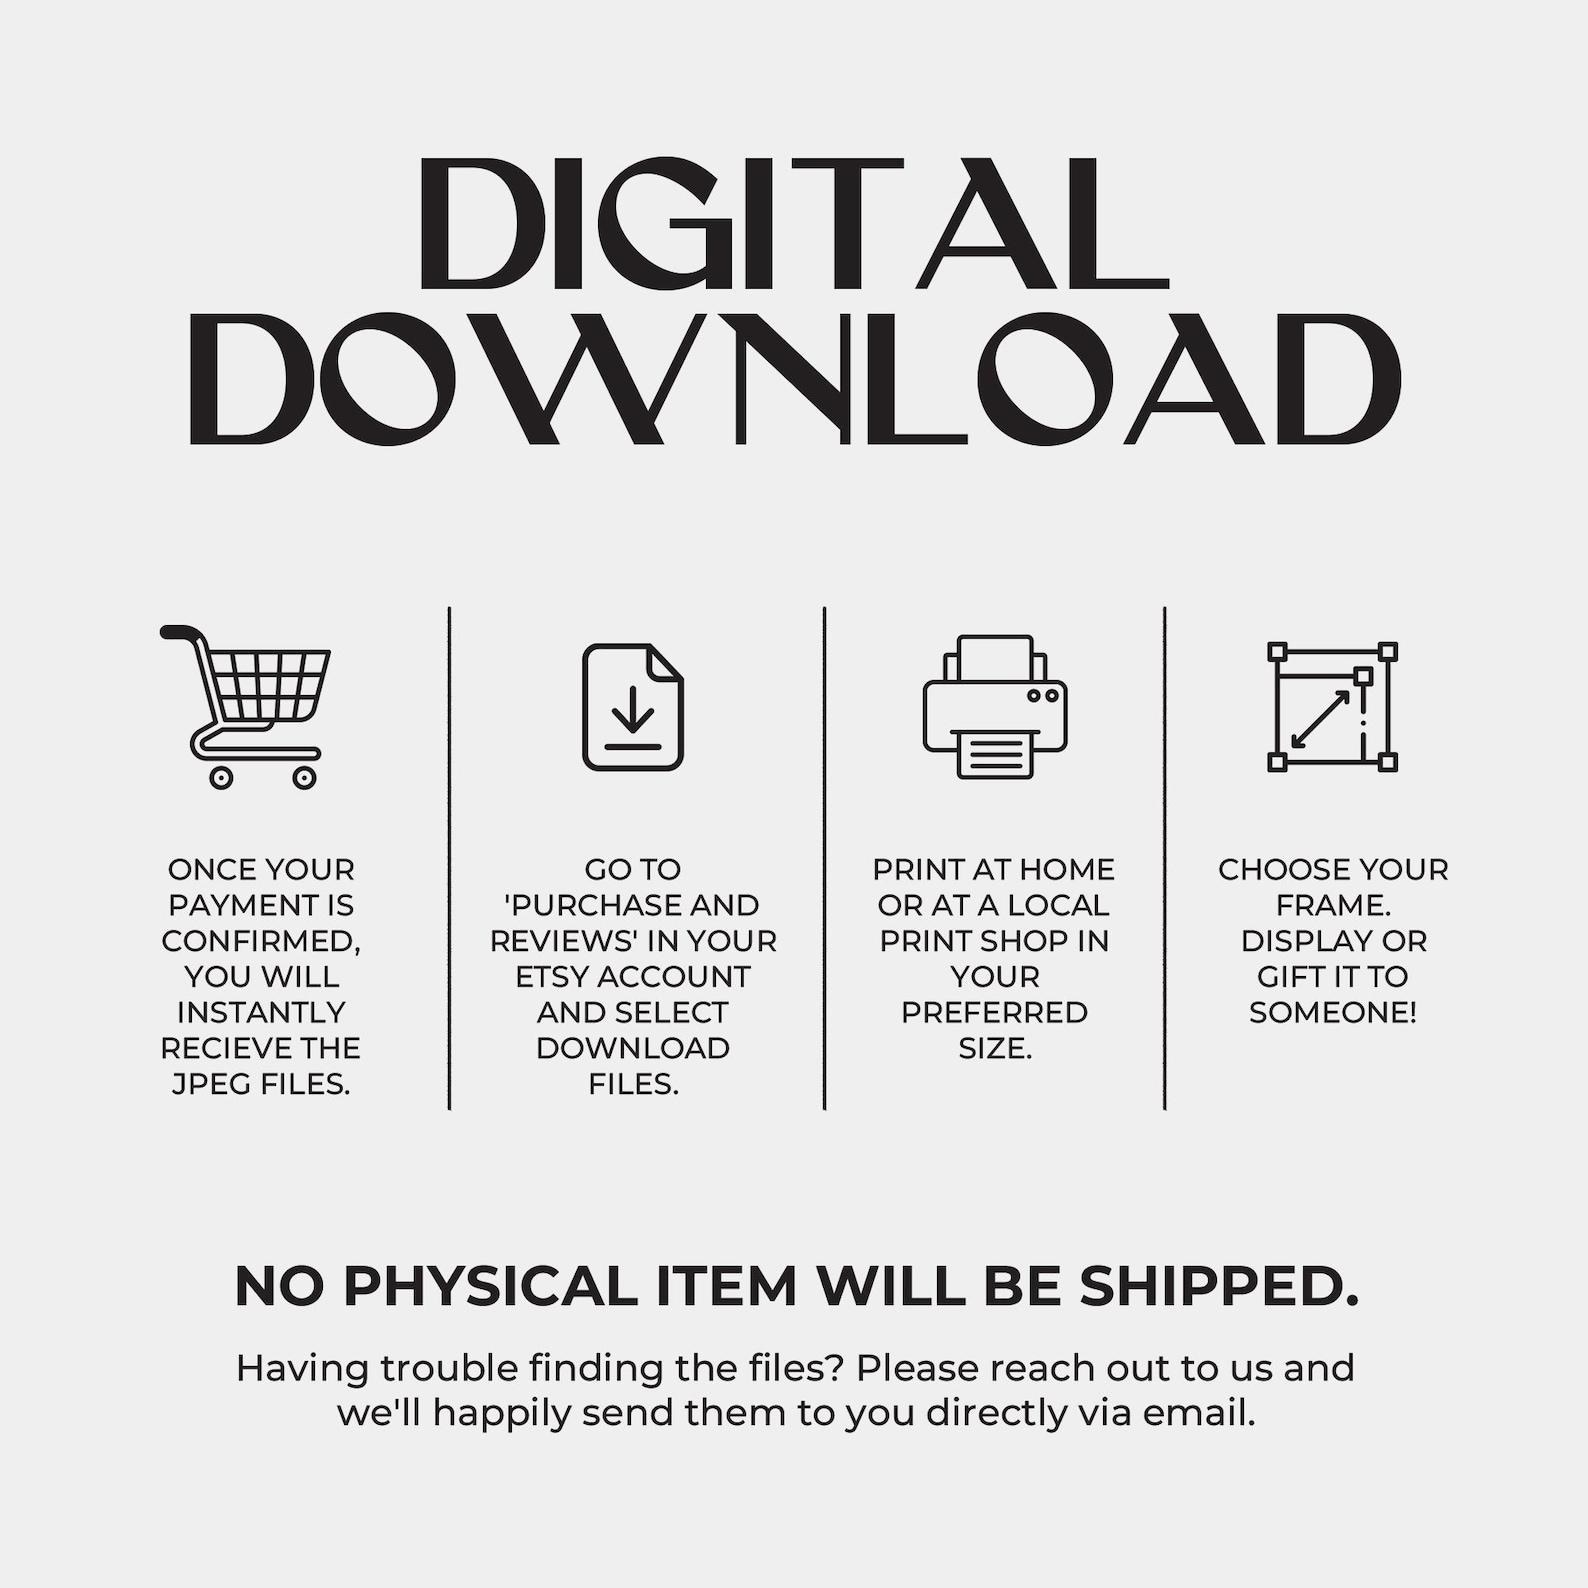 DIGITAL
DOWNLOAD
ONCE YOUR
PAYMENT IS
CONFIRMED,
YOU WILL
INSTANTLY
RECIEVE THE
JPEG FILES.
GO TO
'PURCHASE AND
REVIEWS' IN YOUR
ETSY ACCOUNT
AND SELECT
DOWNLOAD
FILES.
PRINT AT HOME
OR AT A LOCAL
PRINT SHOP IN
YOUR
PREFERRED
SIZE.
CHOOSE YOUR
FRAME.
DISPLAY OR
GIFT IT TO
SOMEONE!
NO PHYSICAL ITEM WILL BE SHIPPED.
Having trouble finding the files? Please reach out to us and
we'll happily send them to you directly via email.